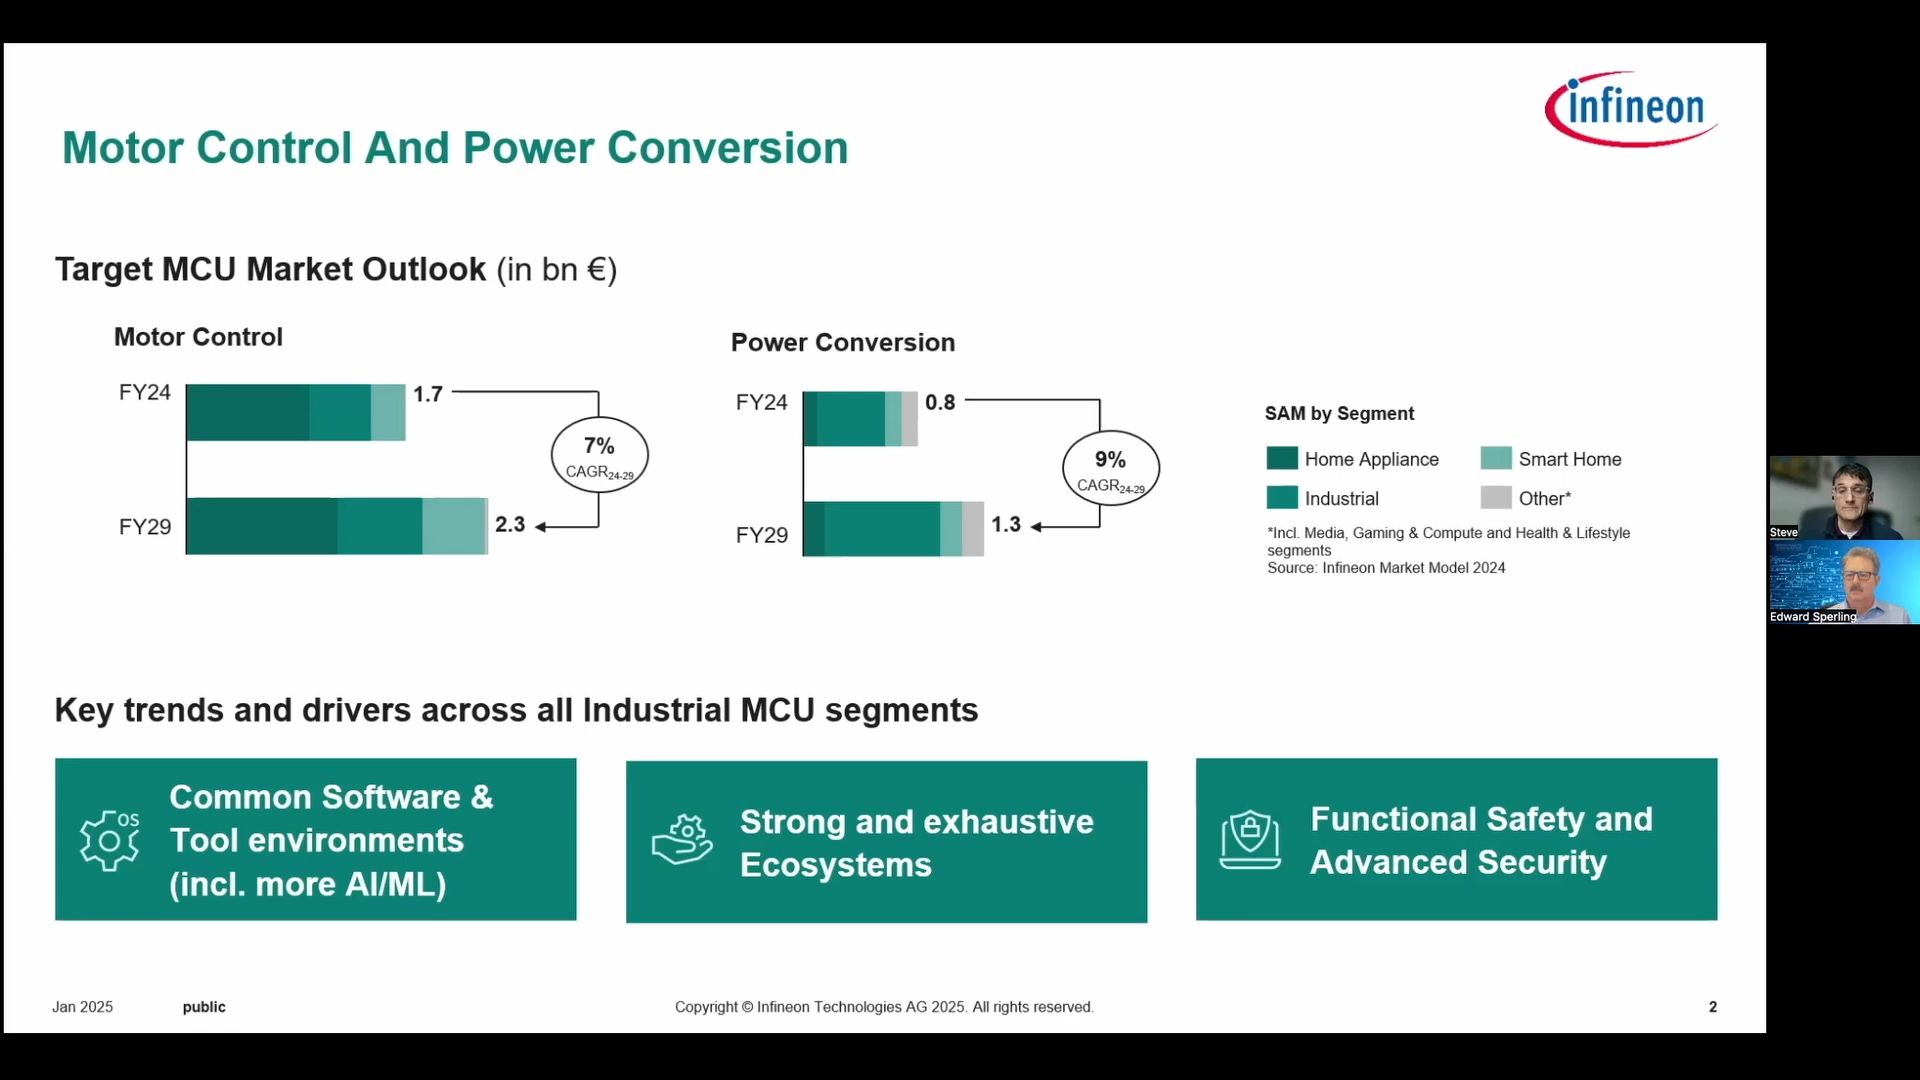 infineon
Motor Control And Power Conversion
Target MCU Market Outlook (in bn €)
Motor Control
FY24
1.7
7%
CAGR24-29
FY29
2.3
Power Conversion
FY24
0.8
9%
CAGR24-29
FY29
1.3
SAM by Segment
Home Appliance
Smart Home
Industrial
Other*
*Incl. Media, Gaming & Compute and Health & Lifestyle
segments
Source: Infineon Market Model 2024
Steve
Edward Sperling
Key trends and drivers across all Industrial MCU segments
OS
Common Software &
Tool environments
(incl. more AI/ML)
Strong and exhaustive
Ecosystems
Functional Safety and
Advanced Security
Jan 2025
public
Copyright © Infineon Technologies AG 2025. All rights reserved.
2